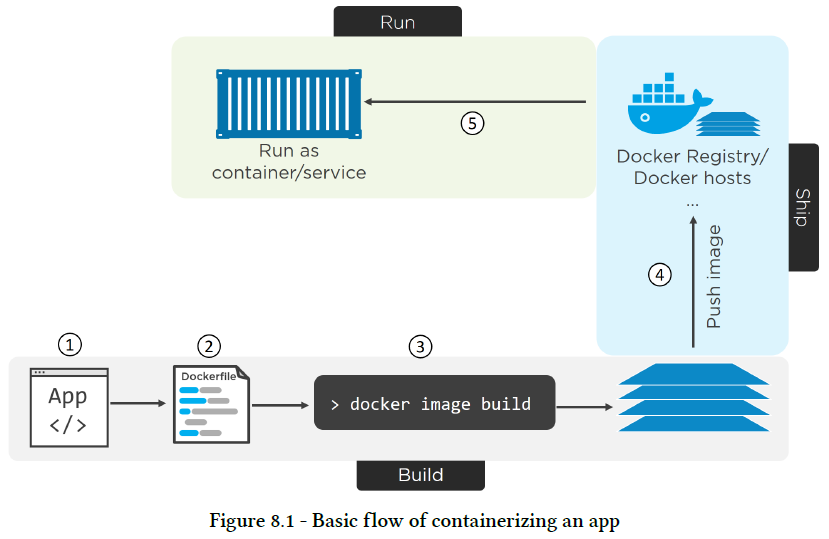 Run
⑤
Run as
container/service
Docker Registry/
Docker hosts
...
Ship
④
Push image
①
②
③
App
</>
Dockerfile
> docker image build
Build
Figure 8.1 - Basic flow of containerizing an app